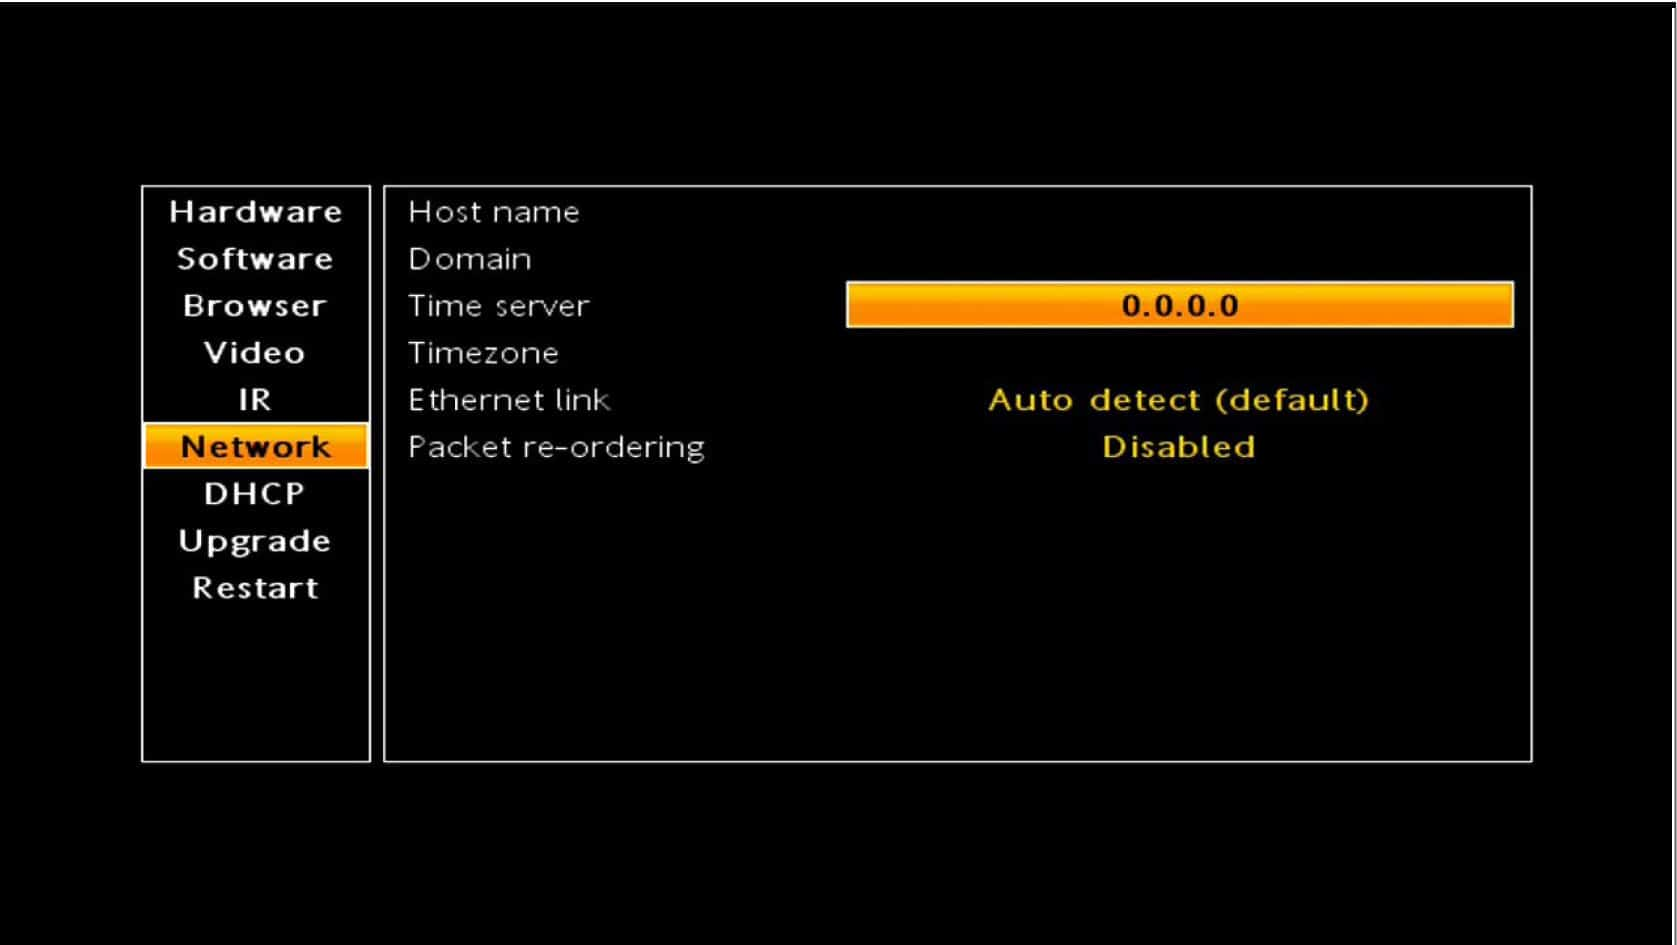 Hardware
Software
Browser
Video
IR
Network
DHCP
Upgrade
Restart
Host name
Domain
Time server 0.0.0.0
Timezone
Ethernet link Auto detect (default)
Packet re-ordering Disabled